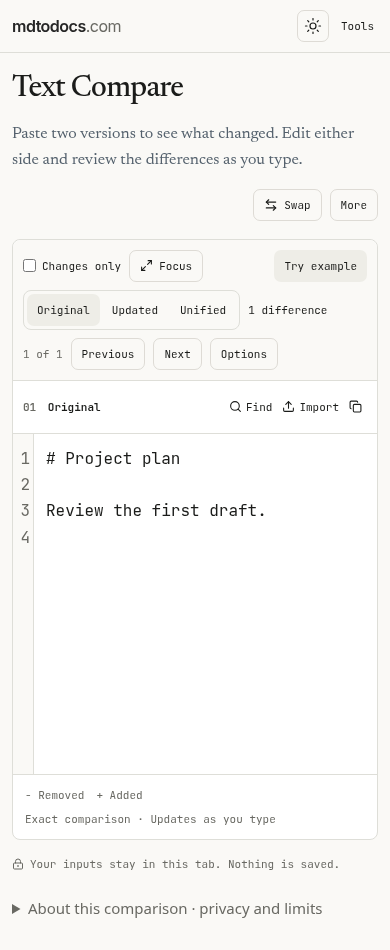 mdtodocs.com
Tools
Text Compare
Paste two versions to see what changed. Edit either
side and review the differences as you type.
Swap
More
Changes only
Focus
Try example
Original
Updated
Unified
1 difference
1 of 1
Previous
Next
Options
01 Original
Find
Import
1 # Project plan
2
3 Review the first draft.
4
- Removed + Added
Exact comparison · Updates as you type
Your inputs stay in this tab. Nothing is saved.
About this comparison · privacy and limits